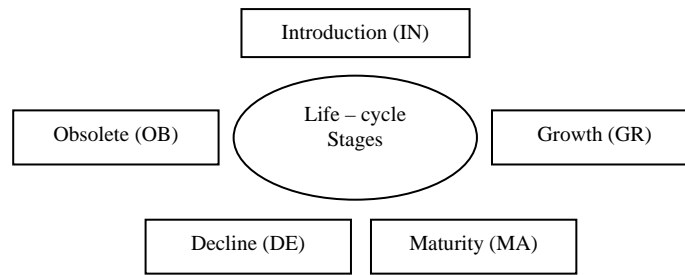 Introduction (IN)
Life – cycle
Stages
Obsolete (OB)
Growth (GR)
Decline (DE)
Maturity (MA)